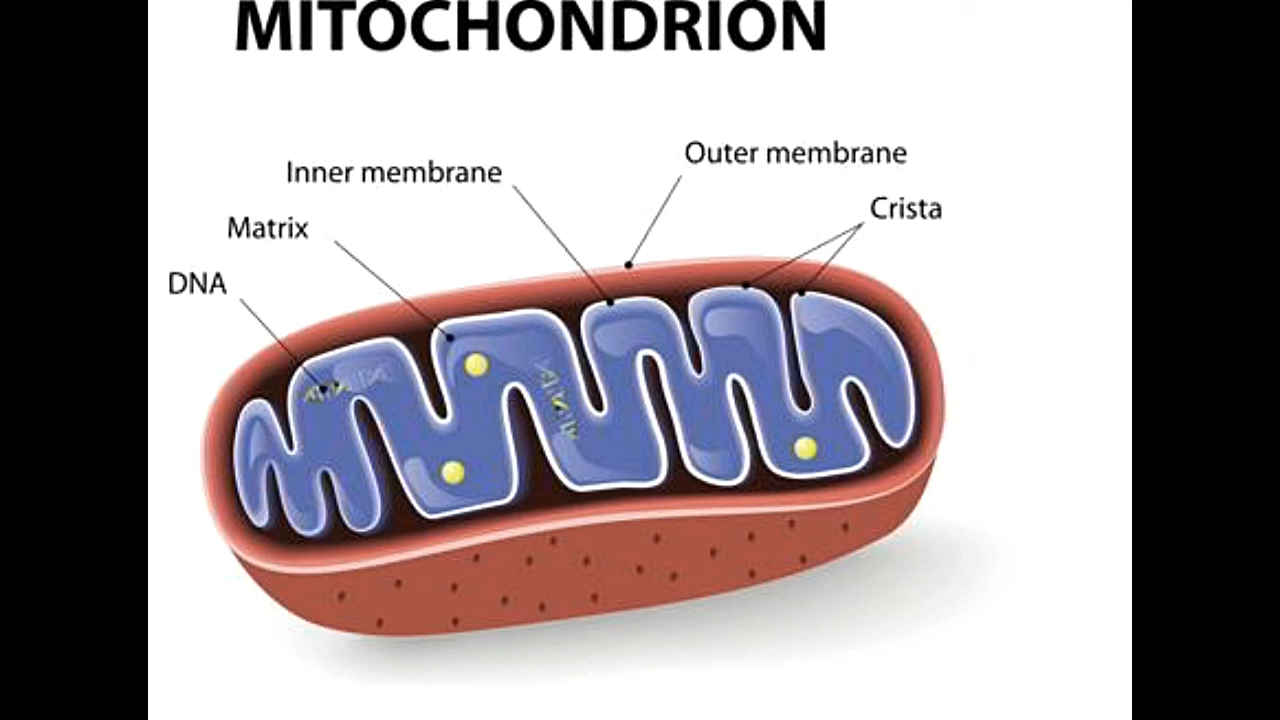 MITOCHONDRION
Outer membrane
Inner membrane
Crista
Matrix
DNA